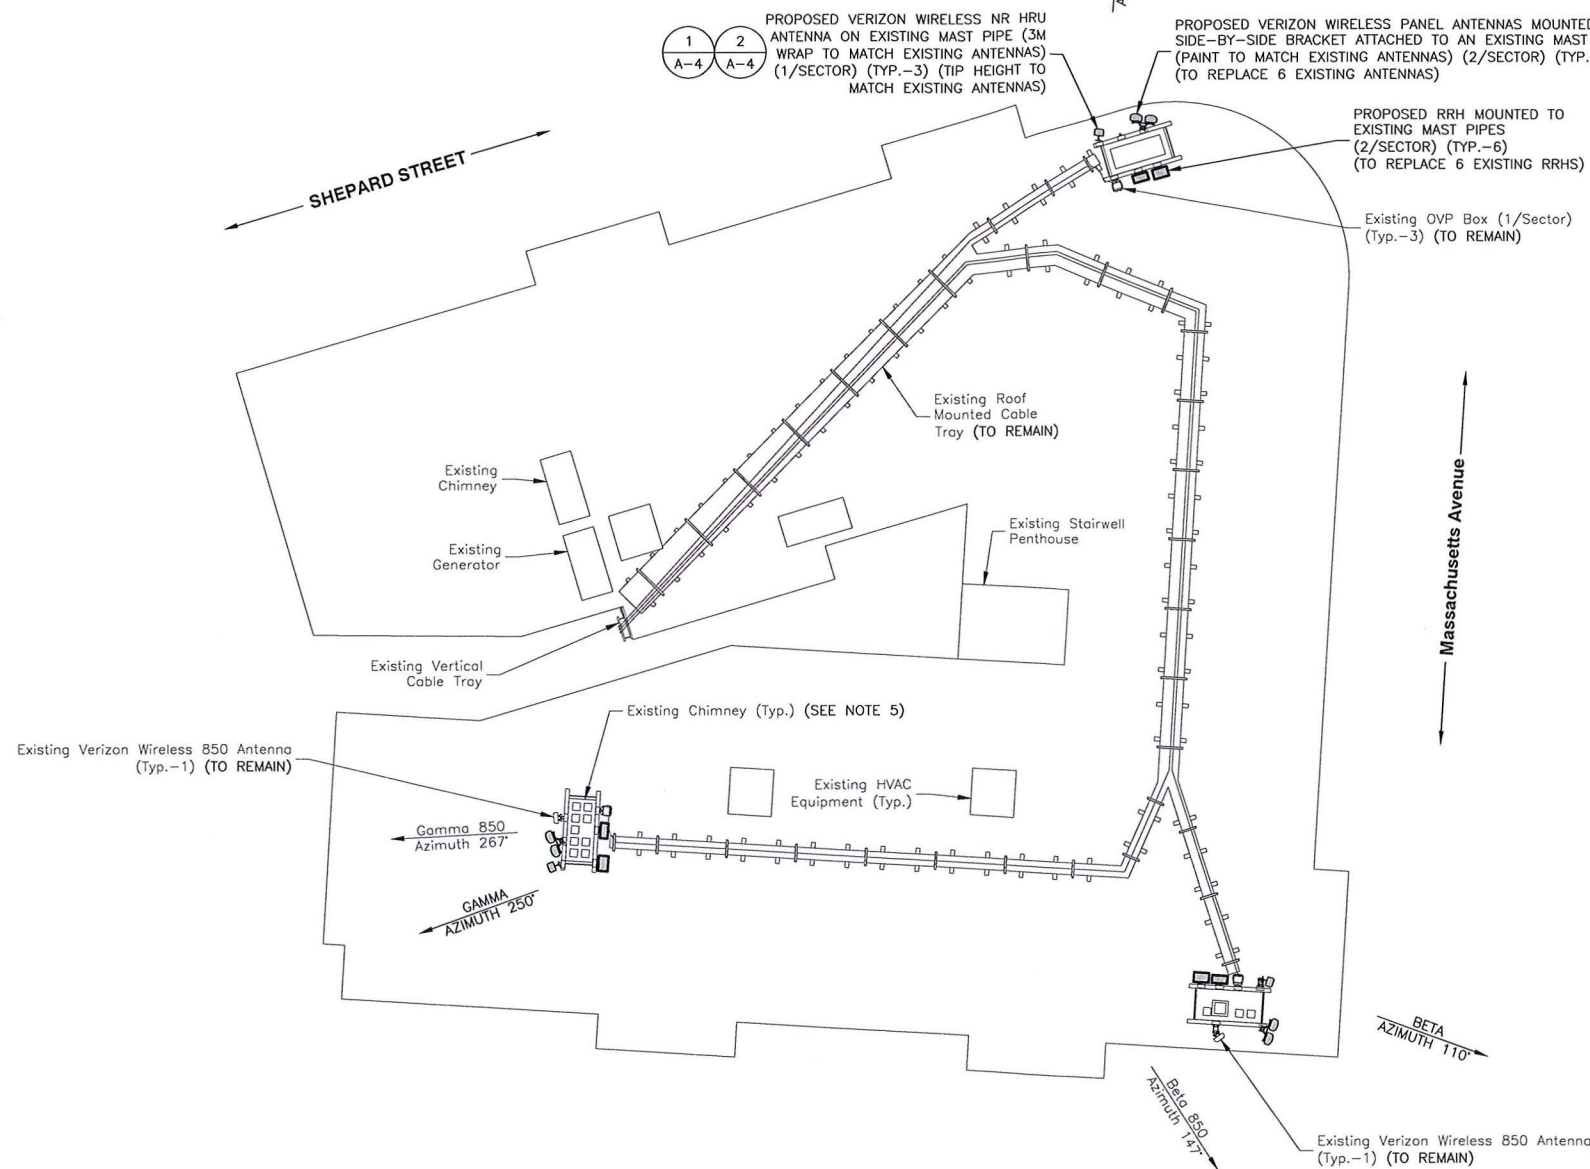 PROPOSED VERIZON WIRELESS NR HRU
ANTENNA ON EXISTING MAST PIPE (3M
WRAP TO MATCH EXISTING ANTENNAS)
(1/SECTOR) (TYP.-3) (TIP HEIGHT TO
MATCH EXISTING ANTENNAS)
1
A-4
2
A-4
PROPOSED VERIZON WIRELESS PANEL ANTENNAS MOUNTED
SIDE-BY-SIDE BRACKET ATTACHED TO AN EXISTING MAST
(PAINT TO MATCH EXISTING ANTENNAS) (2/SECTOR) (TYP.
(TO REPLACE 6 EXISTING ANTENNAS)
PROPOSED RRH MOUNTED TO
EXISTING MAST PIPES
(2/SECTOR) (TYP.-6)
(TO REPLACE 6 EXISTING RRHS)
SHEPARD STREET
Existing OVP Box (1/Sector)
(Typ.-3) (TO REMAIN)
Existing Roof
Mounted Cable
Tray (TO REMAIN)
Massachusetts Avenue
Existing
Chimney
Existing
Generator
Existing Stairwell
Penthouse
Existing Vertical
Cable Tray
Existing Chimney (Typ.) (SEE NOTE 5)
Existing Verizon Wireless 850 Antenna
(Typ.-1) (TO REMAIN)
Existing HVAC
Equipment (Typ.)
Gamma 850
Azimuth 267°
GAMMA
AZIMUTH 250°
BETA
AZIMUTH 110°
Beta 850
Azimuth 147°
Existing Verizon Wireless 850 Antenna
(Typ.-1) (TO REMAIN)